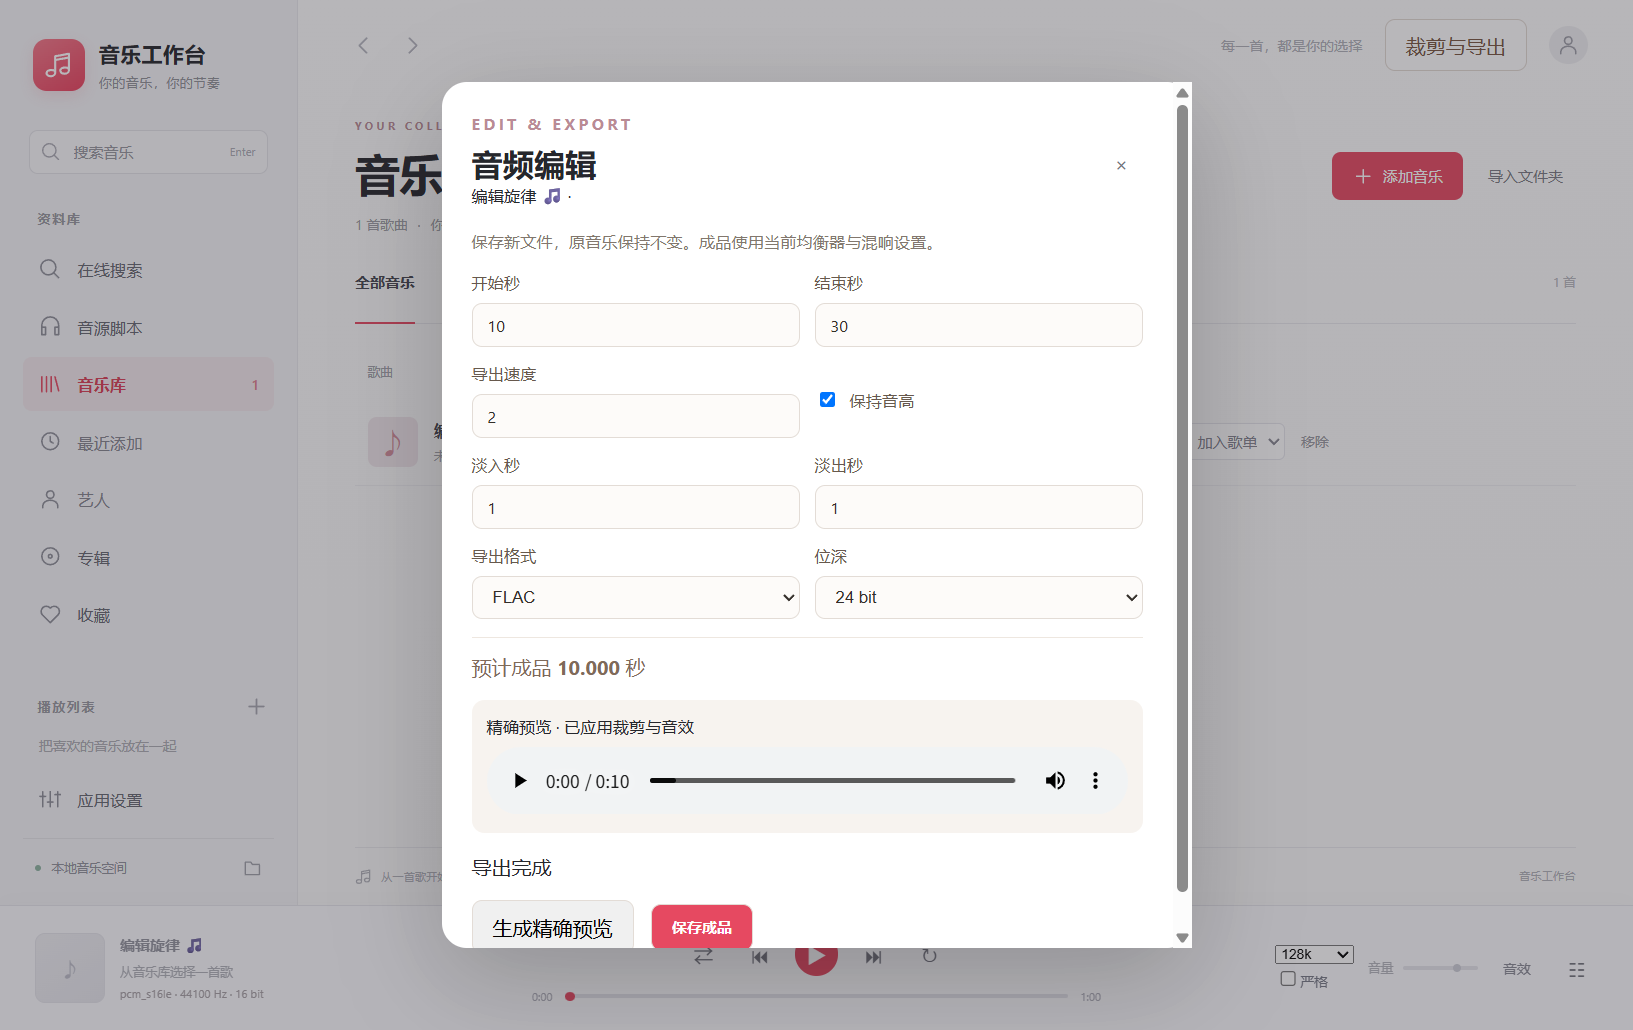 音乐工作台
你的音乐，你的节奏
搜索音乐
Enter
资料库
在线搜索
音源脚本
音乐库
1
最近添加
艺人
专辑
收藏
播放列表
把喜欢的音乐放在一起
应用设置
本地音乐空间
每一首，都是你的选择
裁剪与导出
YOUR COLL
音乐
1 首歌曲 · 你
添加音乐
导入文件夹
全部音乐
1 首
歌曲
加入歌单
移除
从一首歌开始
音乐工作台
EDIT & EXPORT
音频编辑
×
编辑旋律 🎵 ·
保存新文件，原音乐保持不变。成品使用当前均衡器与混响设置。
开始秒
结束秒
10
30
导出速度
2
保持音高
淡入秒
淡出秒
1
1
导出格式
位深
FLAC
24 bit
预计成品 10.000 秒
精确预览 · 已应用裁剪与音效
0:00 / 0:10
导出完成
生成精确预览
保存成品
编辑旋律 🎵
从音乐库选择一首歌
pcm_s16le · 44100 Hz · 16 bit
0:00
1:00
128k
严格
音量
音效